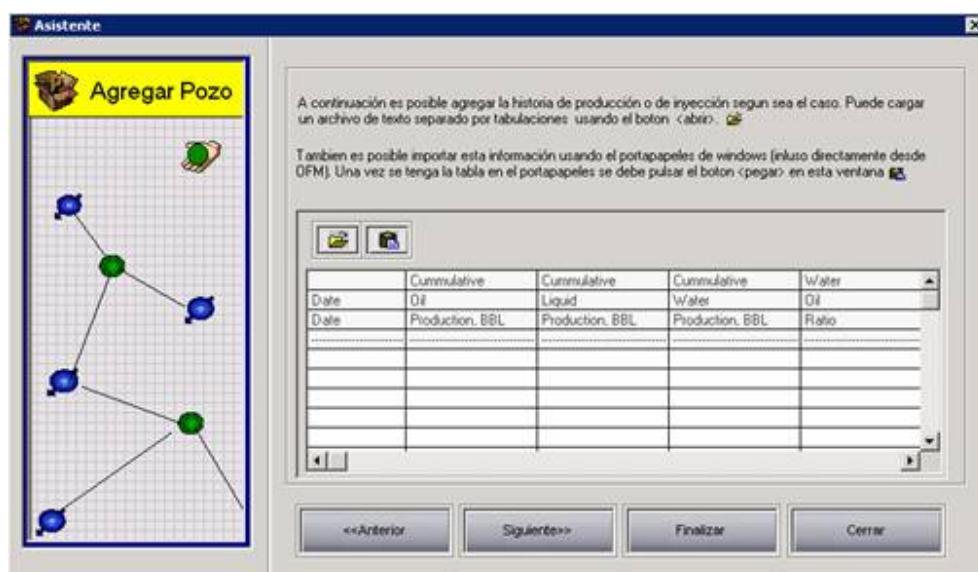 Asistente
Agregar Pozo
A continuación es posible agregar la historia de producción o de inyección segun sea el caso. Puede cargar
un archivo de texto separado por tabulaciones usando el boton <abrir>.
Tambien es posible importar esta información usando el portapapeles de windows (inluso directamente desde
OFM). Una vez se tenga la tabla en el portapapeles se debe pulsar el boton <pegar> en esta ventana
Cummulative Cummulative Cummulative Water
Date Oil Liquid Water Oil
Date Production, BBL Production, BBL Production, BBL Ratio
<<Anterior Siguiente>> Finalizar Cerrar